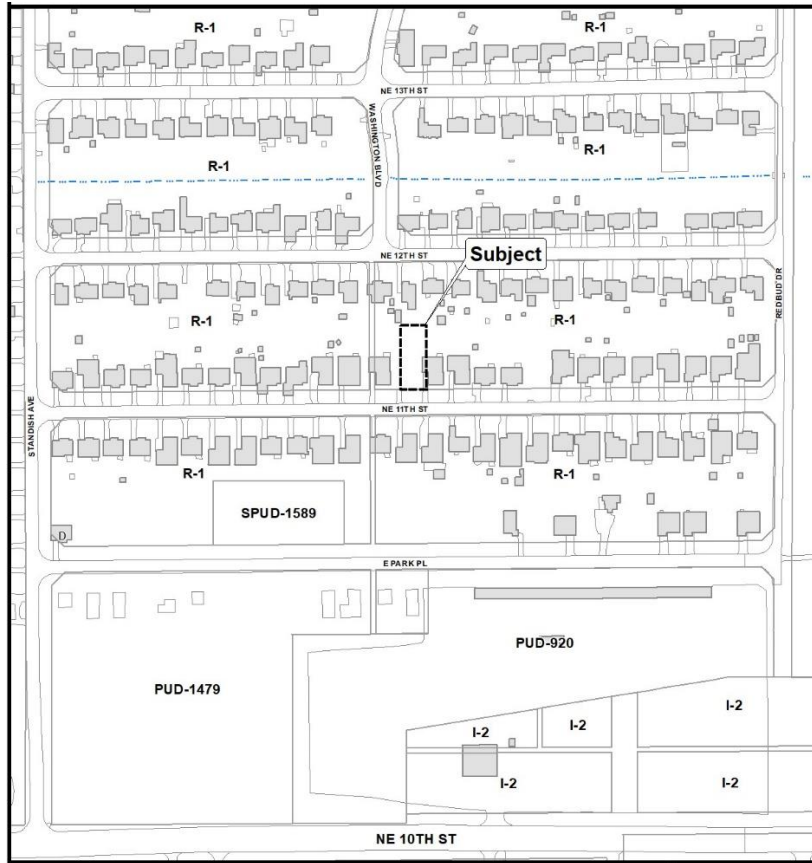 R-1
R-1
NE 13TH ST
WASHINGTON BLVD
R-1
R-1
NE 12TH ST
Subject
REDBUD DR
R-1
R-1
STANDISH AVE
NE 11TH ST
R-1
R-1
SPUD-1589
D
E PARK PL
PUD-920
PUD-1479
I-2
I-2
I-2
I-2
I-2
NE 10TH ST